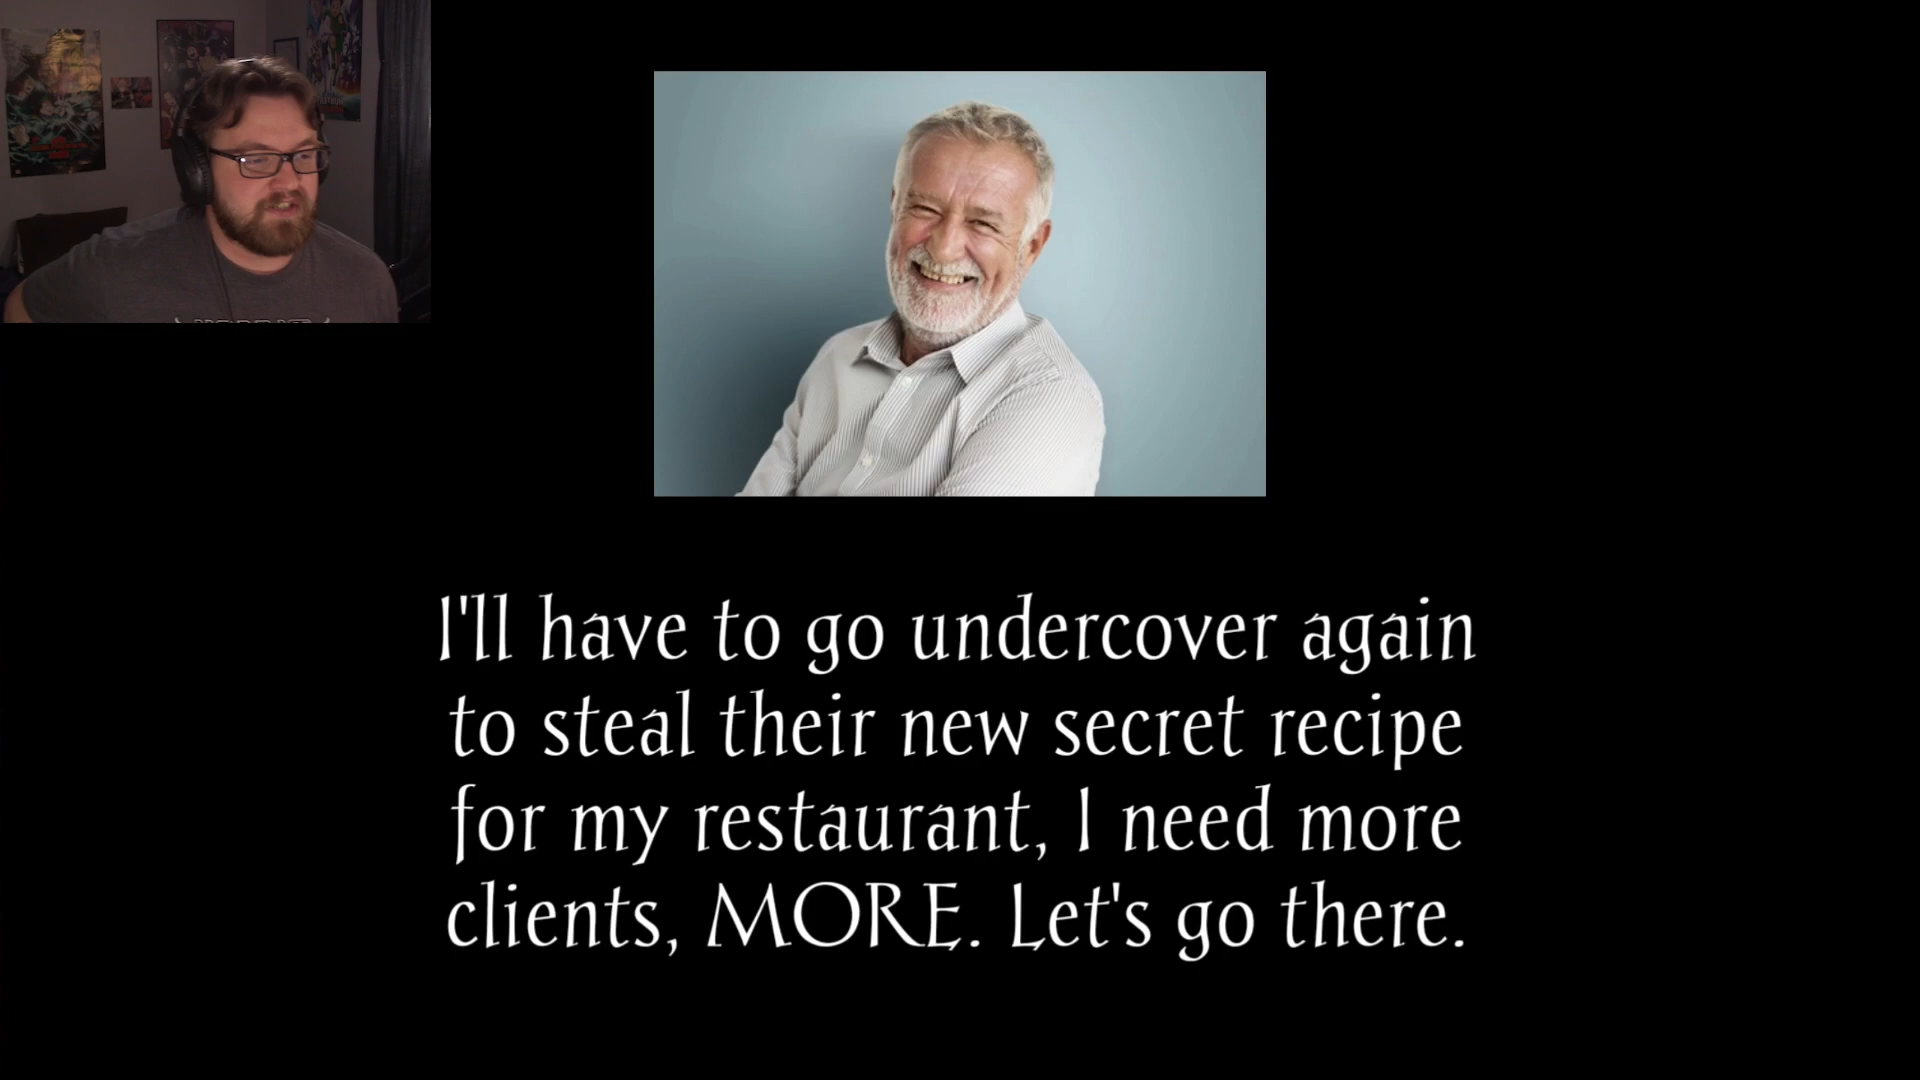 I'll have to go undercover again
to steal their new secret recipe
for my restaurant, I need more
clients, MORE. Let's go there.